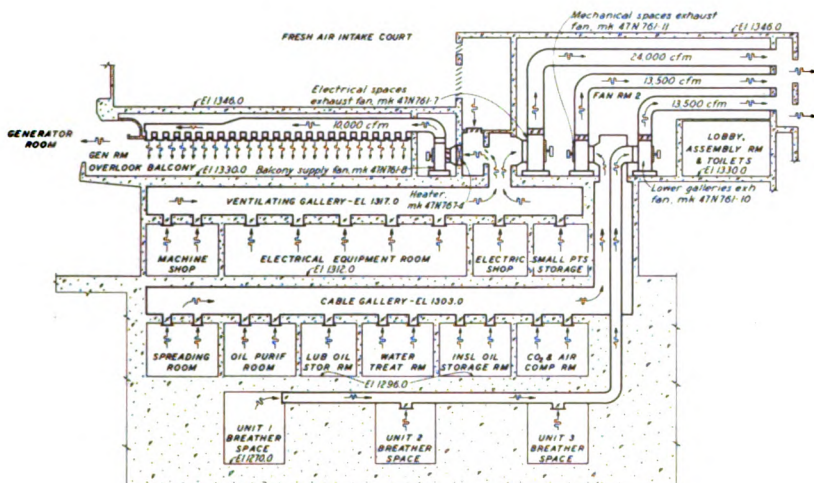 Mechanical spaces exhaust
fan, mk 47N761-11
El 1346.0
FRESH AIR INTAKE COURT
24,000 cfm
Electrical spaces
exhaust fan, mk 47N761-7
13,500 cfm
FAN RM 2
El 1346.0
13,500 cfm
10,000 cfm
GENERATOR
ROOM
LOBBY,
ASSEMBLY RM
& TOILETS
El 1330.0
GEN RM
OVERLOOK BALCONY
El 1330.0
Balcony supply fan, mk 47N761-8
Heater,
mk 47N767-4
Lower galleries exh
fan, mk 47N761-10
VENTILATING GALLERY-EL 1317.0
MACHINE
SHOP
ELECTRICAL EQUIPMENT ROOM
El 1312.0
ELECTRIC
SHOP
SMALL PTS
STORAGE
CABLE GALLERY-EL 1303.0
SPREADING
ROOM
OIL PURIF
ROOM
LUB OIL
STOR RM
WATER
TREAT RM
INSL OIL
STORAGE RM
CO₂ & AIR
COMP RM
El 1296.0
UNIT 1
BREATHER
SPACE
El 1270.0
UNIT 2
BREATHER
SPACE
UNIT 3
BREATHER
SPACE